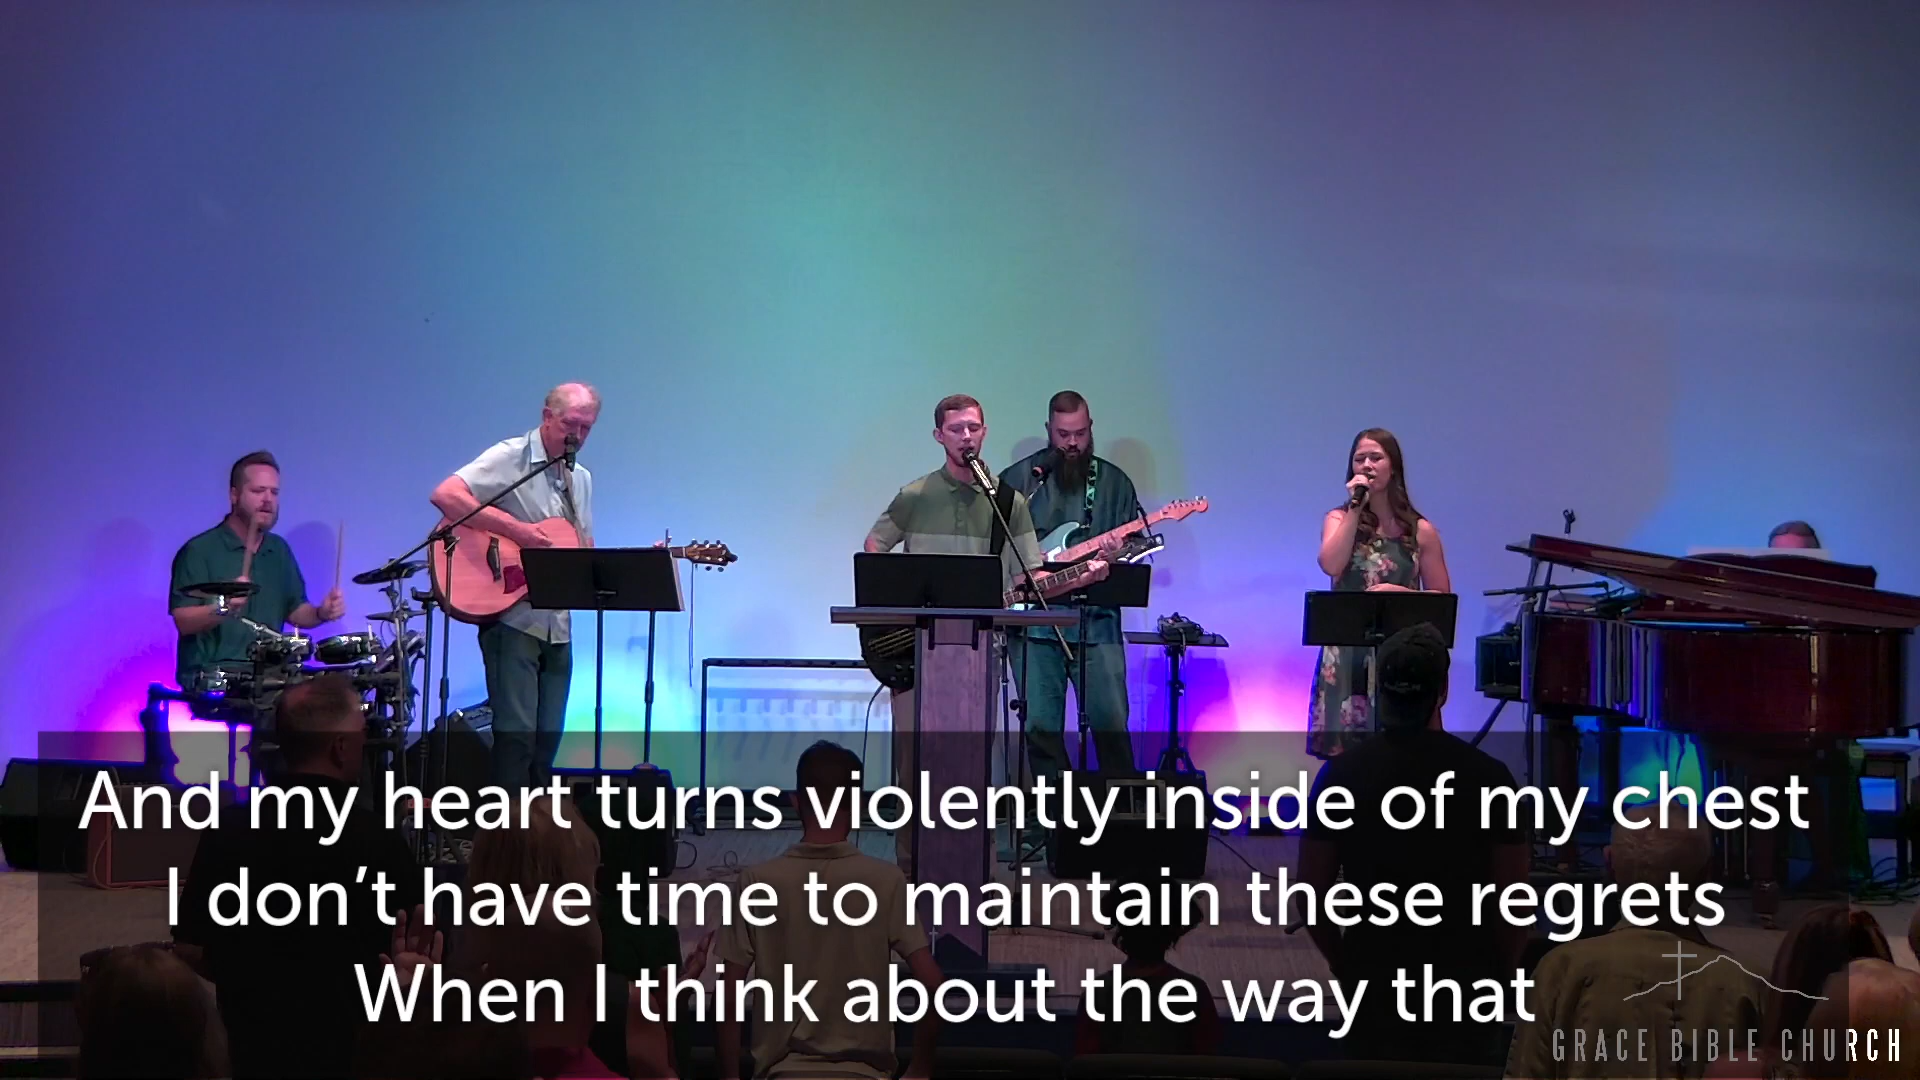 And my heart turns violently inside of my chest
I don’t have time to maintain these regrets
When I think about the way that
GRACE BIBLE CHURCH